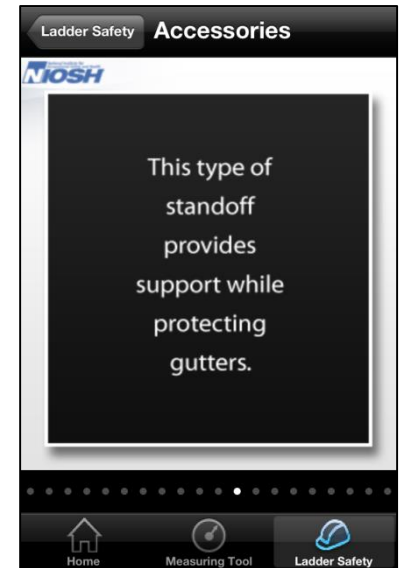 Ladder Safety Accessories
NIOSH
This type of
standoff
provides
support while
protecting
gutters.
Home Measuring Tool Ladder Safety